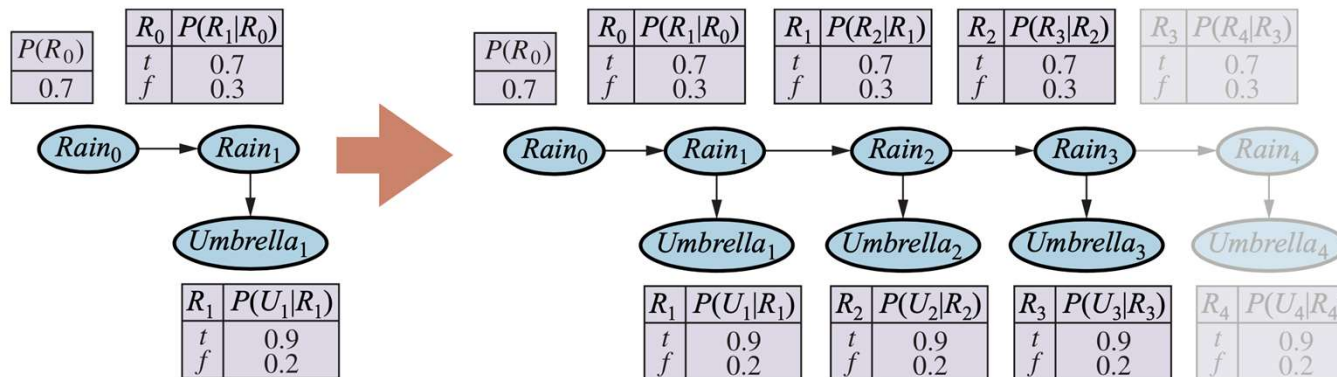 P(R₀)
0.7
R₀ P(R₁|R₀)
t 0.7
f 0.3
Rain₀
Rain₁
Umbrella₁
R₁ P(U₁|R₁)
t 0.9
f 0.2
P(R₀)
0.7
R₀ P(R₁|R₀)
t 0.7
f 0.3
R₁ P(R₂|R₁)
t 0.7
f 0.3
R₂ P(R₃|R₂)
t 0.7
f 0.3
R₃ P(R₄|R₃)
t 0.7
f 0.3
Rain₀
Rain₁
Rain₂
Rain₃
Rain₄
Umbrella₁
Umbrella₂
Umbrella₃
Umbrella₄
R₁ P(U₁|R₁)
t 0.9
f 0.2
R₂ P(U₂|R₂)
t 0.9
f 0.2
R₃ P(U₃|R₃)
t 0.9
f 0.2
R₄ P(U₄|R₄
t 0.9
f 0.2